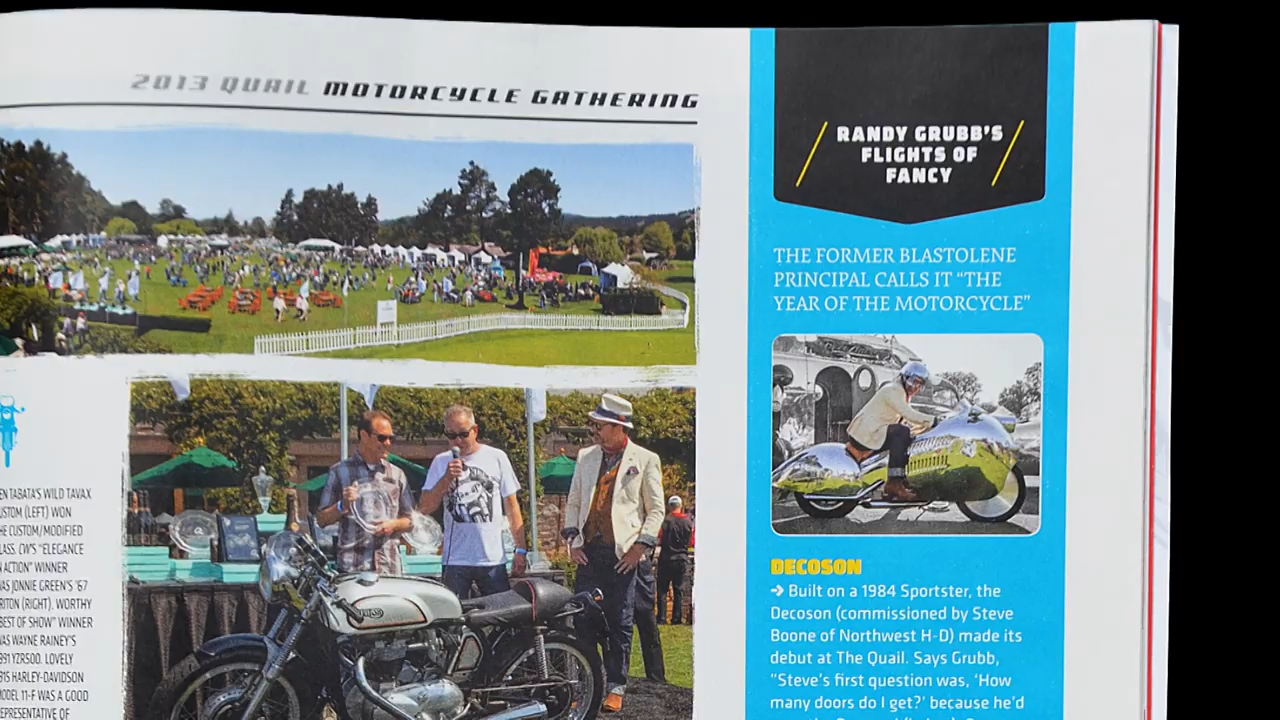 2013 QUAIL MOTORCYCLE GATHERING
EN TABATA'S WILD TAVAX
USTOM (LEFT) WON
HE CUSTOM/MODIFIED
LASS. CW'S "ELEGANCE
N ACTION" WINNER
AS JONNIE GREEN'S '67
RITON (RIGHT). WORTHY
BEST OF SHOW" WINNER
AS WAYNE RAINEY'S
991 YZR500. LOVELY
915 HARLEY-DAVIDSON
MODEL 11-F WAS A GOOD
EPRESENTATIVE OF
RANDY GRUBB'S
FLIGHTS OF
FANCY
THE FORMER BLASTOLENE
PRINCIPAL CALLS IT “THE
YEAR OF THE MOTORCYCLE”
DECOSON
➔ Built on a 1984 Sportster, the
Decoson (commissioned by Steve
Boone of Northwest H-D) made its
debut at The Quail. Says Grubb,
“Steve's first question was, ‘How
many doors do I get?’ because he'd